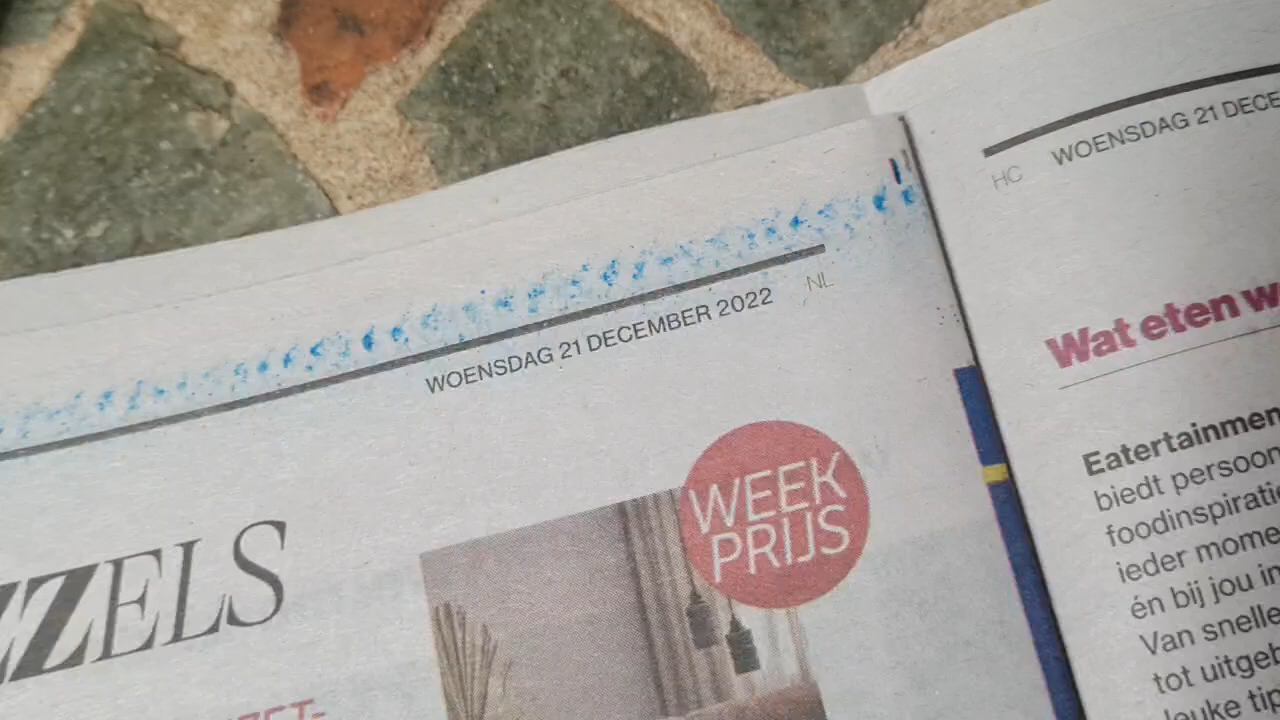 WOENSDAG 21 DECEMBER 2022 NL
WEEK
PRIJS
HC WOENSDAG 21 DECE
Wat eten w
Eatertainmen
biedt persoon
foodinspiratie
ieder mome
én bij jou in
Van snelle
tot uitgeb
leuke tip
ZZELS
ZET-